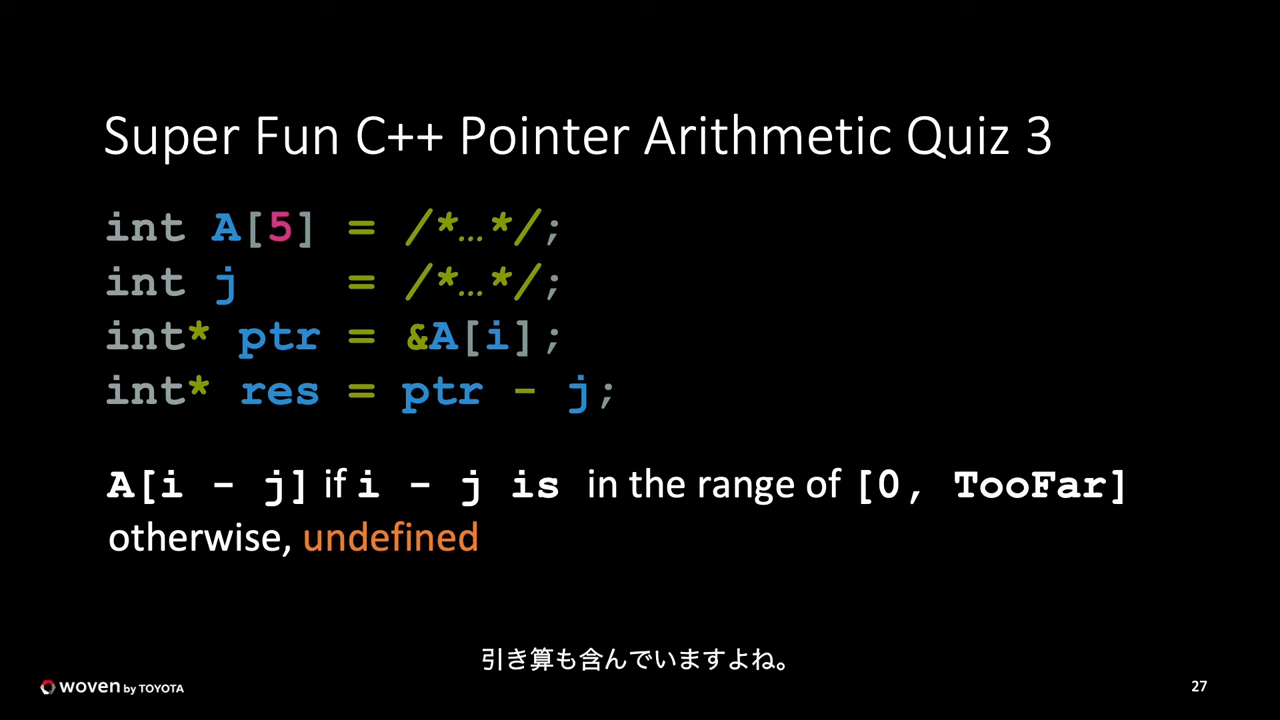 Super Fun C++ Pointer Arithmetic Quiz 3
int A[5] = /*…*/;
int j = /*…*/;
int* ptr = &A[i];
int* res = ptr - j;
A[i - j] if i - j is in the range of [0, TooFar]
otherwise, undefined
引き算も含んでいますよね。
woven by TOYOTA
27